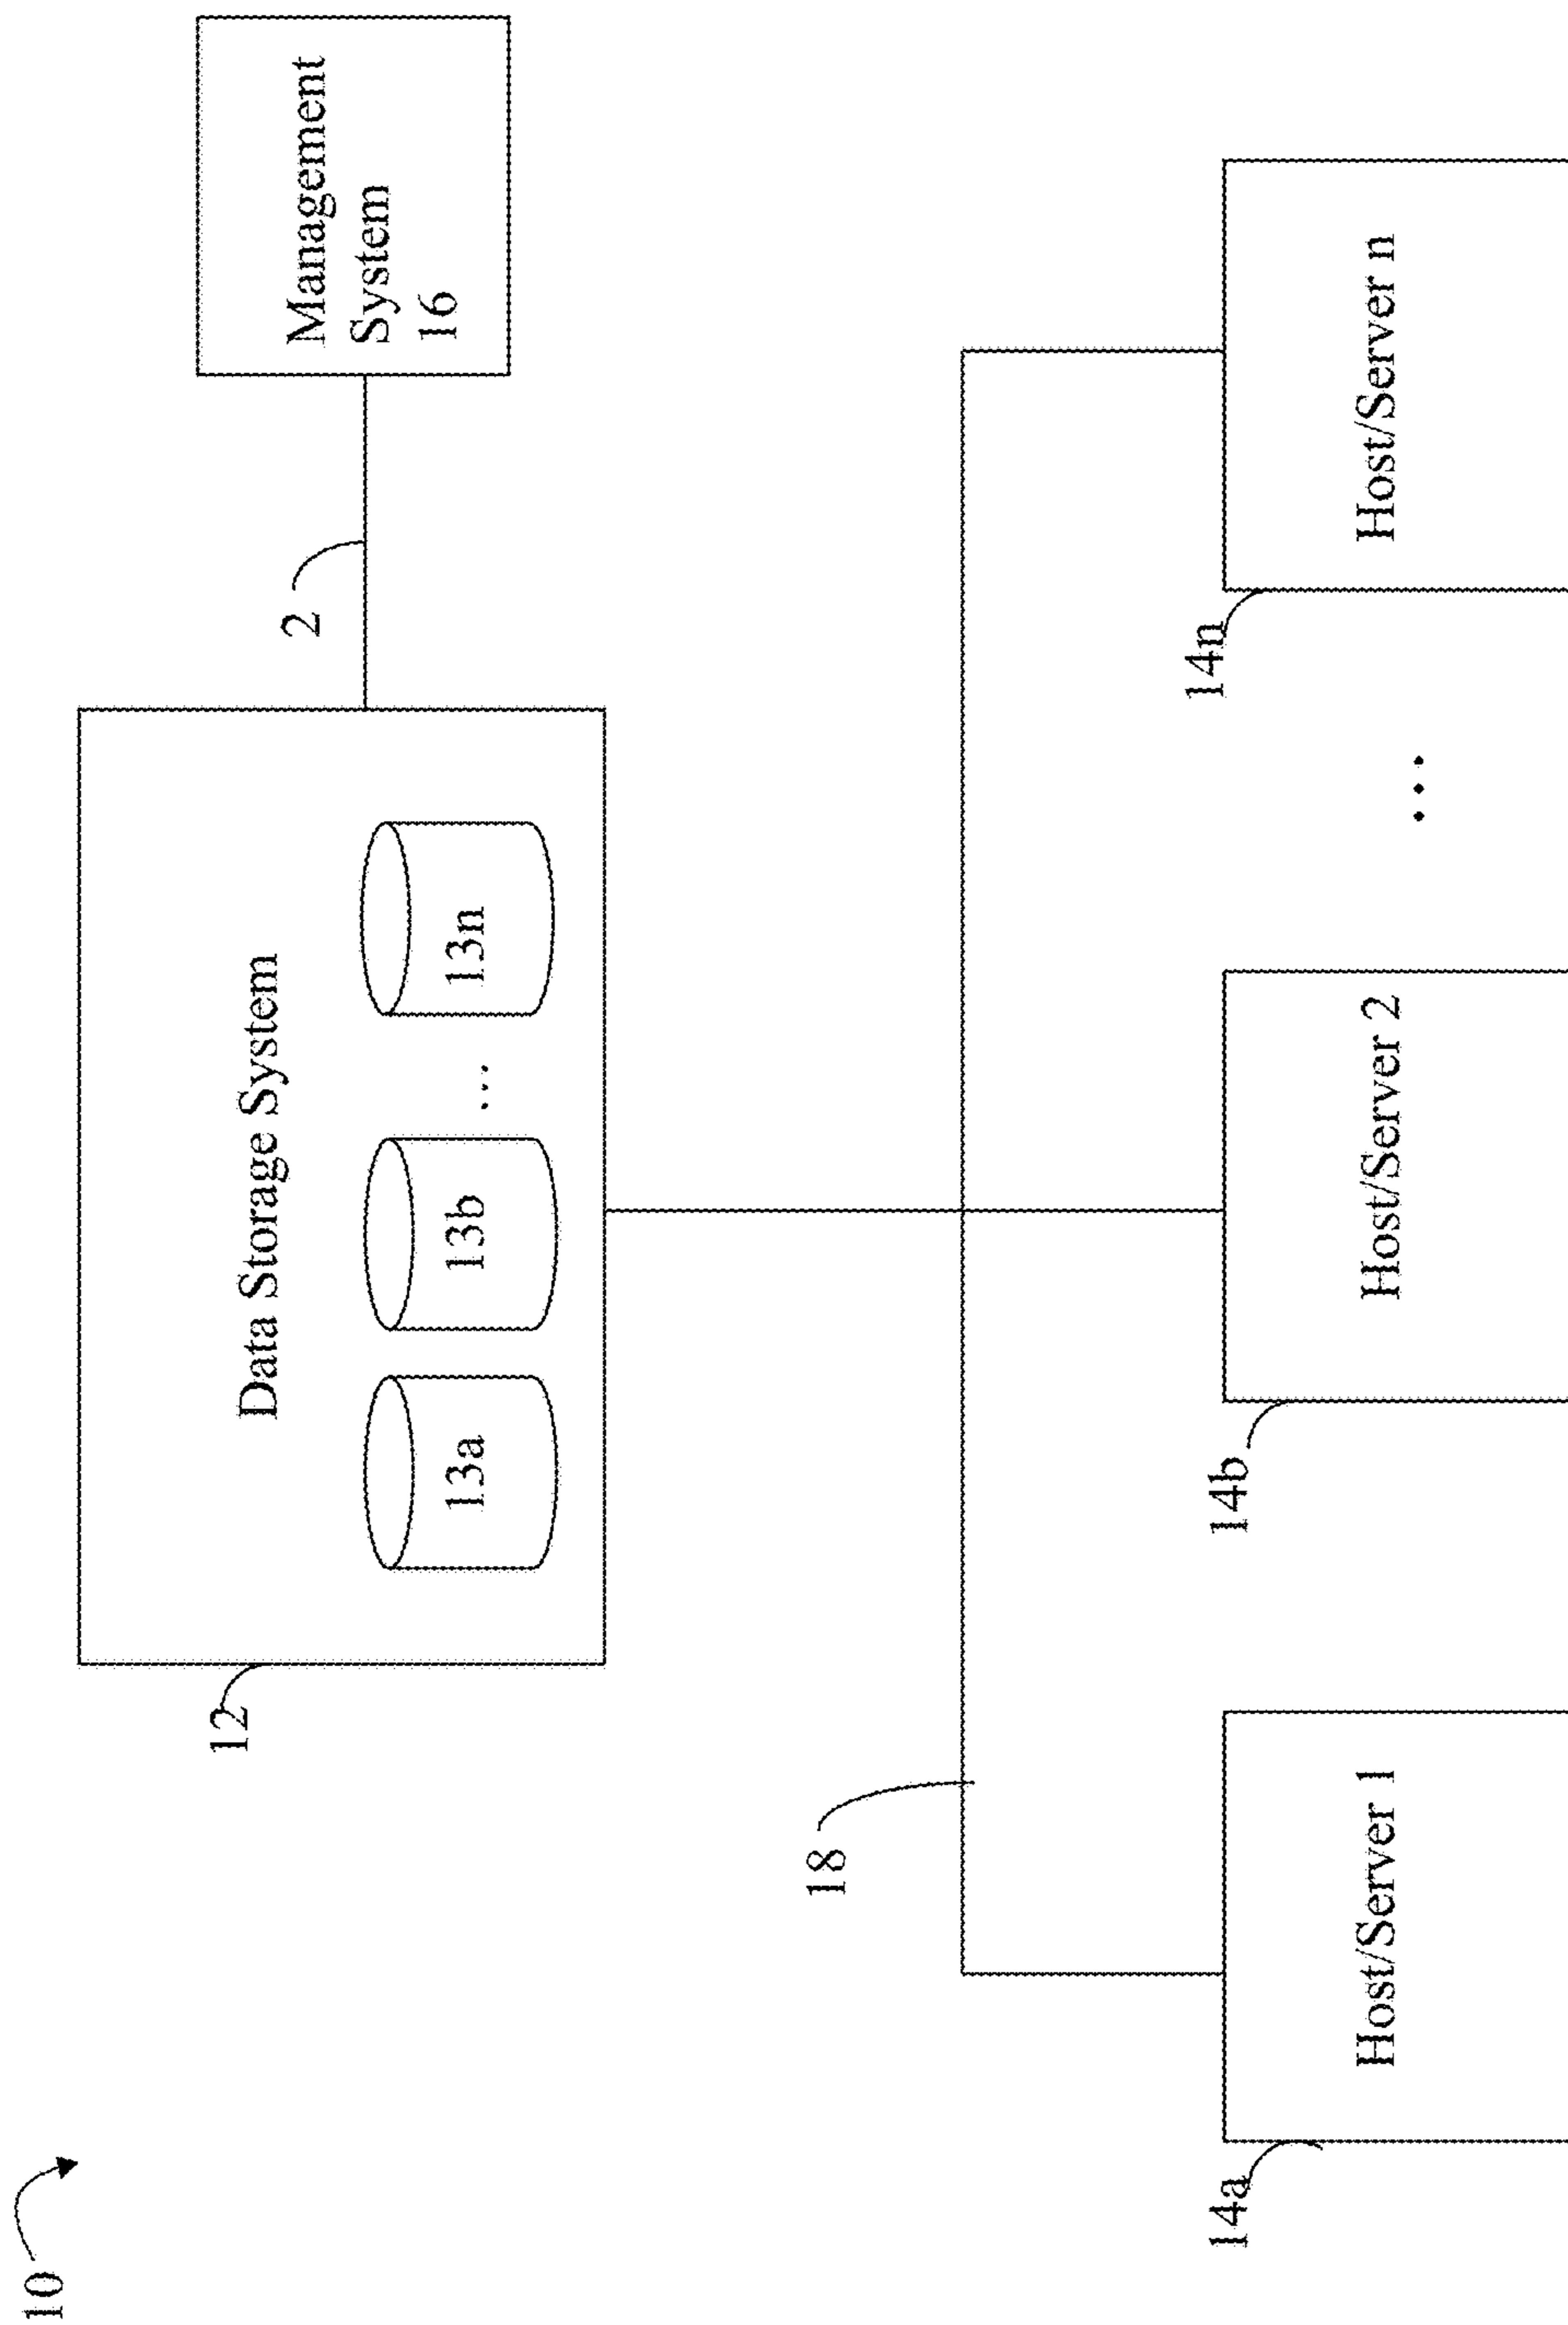 10
12
Data Storage System
13a
13b
...
13n
2
Management
System
16
18
14a
Host/Server 1
14b
Host/Server 2
...
14n
Host/Server n